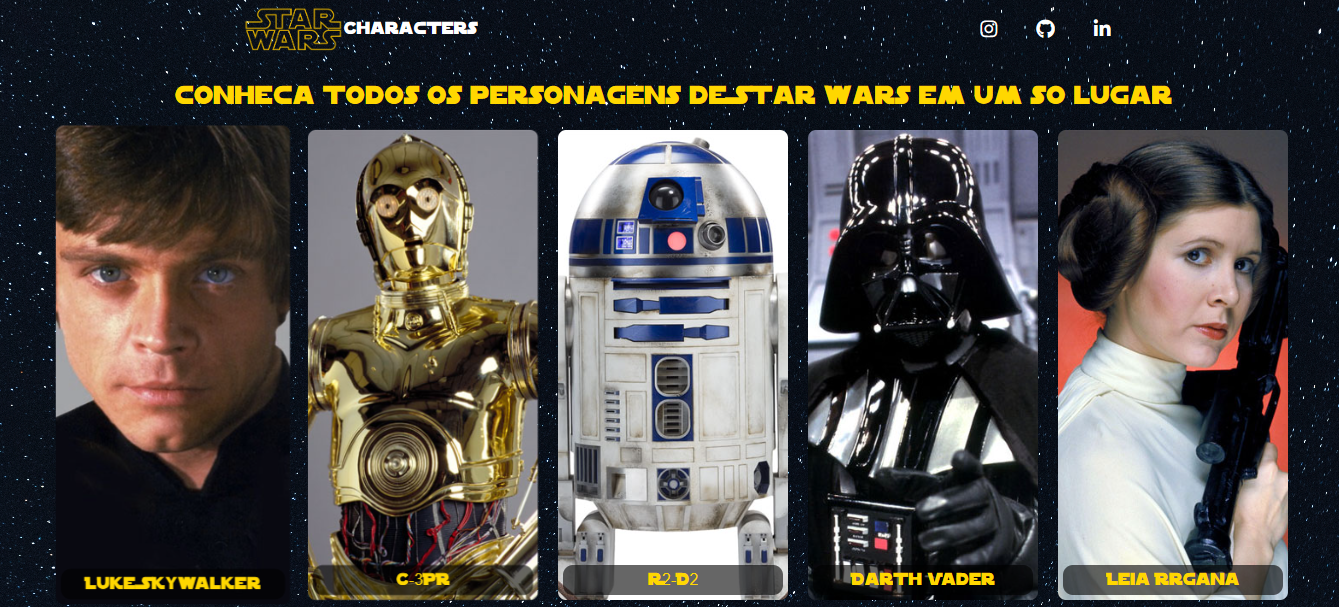 STAR
WARS
CHARACTERS
in
CONHECA TODOS OS PERSONAGENS DE STAR WARS EM UM SO LUGAR
LUKE SKYWALKER
C-3PR
R2-D2
DARTH VADER
LEIA RRGANA